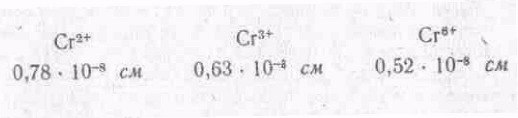 Cr²⁺ Cr³⁺ Cr⁶⁺
0,78 · 10⁻⁸ см 0,63 · 10⁻⁸ см 0,52 · 10⁻⁸ см